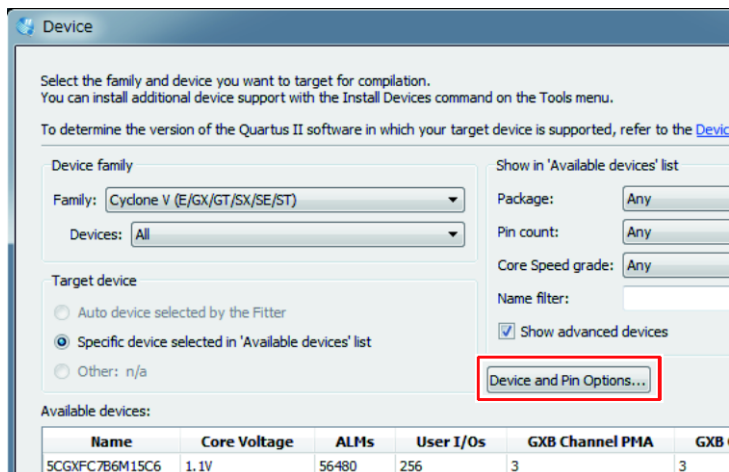 Device
Select the family and device you want to target for compilation.
You can install additional device support with the Install Devices command on the Tools menu.
To determine the version of the Quartus II software in which your target device is supported, refer to the Devic
Device family
Family: Cyclone V (E/GX/GT/SX/SE/ST)
Devices: All
Show in 'Available devices' list
Package: Any
Pin count: Any
Core Speed grade: Any
Name filter:
Show advanced devices
Target device
Auto device selected by the Fitter
Specific device selected in 'Available devices' list
Other: n/a
Device and Pin Options...
Available devices:
Name Core Voltage ALMs User I/Os GXB Channel PMA GXB
5CGXFC7B6M15C6 1.1V 56480 256 3 3